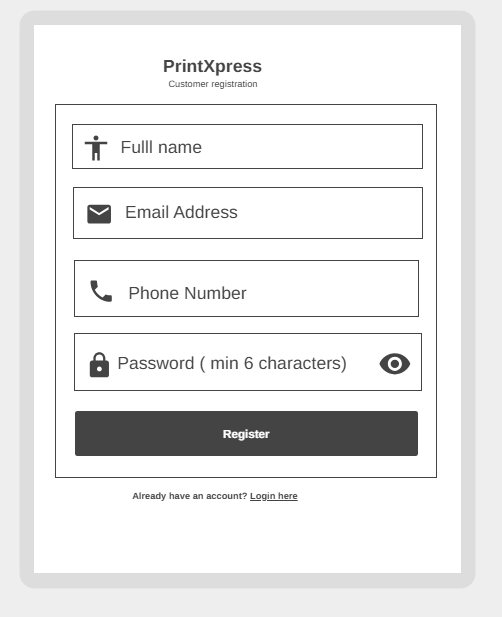 PrintXpress
Customer registration
Fulll name
Email Address
Phone Number
Password ( min 6 characters)
Register
Already have an account? Login here